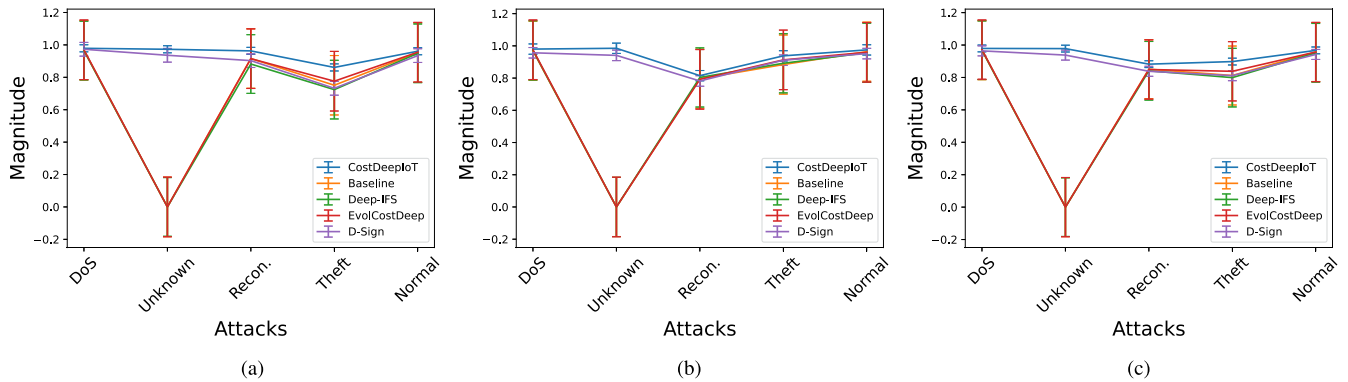 1.2
1.0
0.8
0.6
0.4
0.2
0.0
−0.2
Magnitude
CostDeepIoT
Baseline
Deep-IFS
EvolCostDeep
D-Sign
DoS
Unknown
Recon.
Theft
Normal
Attacks
(a)
1.2
1.0
0.8
0.6
0.4
0.2
0.0
−0.2
Magnitude
CostDeepIoT
Baseline
Deep-IFS
EvolCostDeep
D-Sign
DoS
Unknown
Recon.
Theft
Normal
Attacks
(b)
1.2
1.0
0.8
0.6
0.4
0.2
0.0
−0.2
Magnitude
CostDeepIoT
Baseline
Deep-IFS
EvolCostDeep
D-Sign
DoS
Unknown
Recon.
Theft
Normal
Attacks
(c)